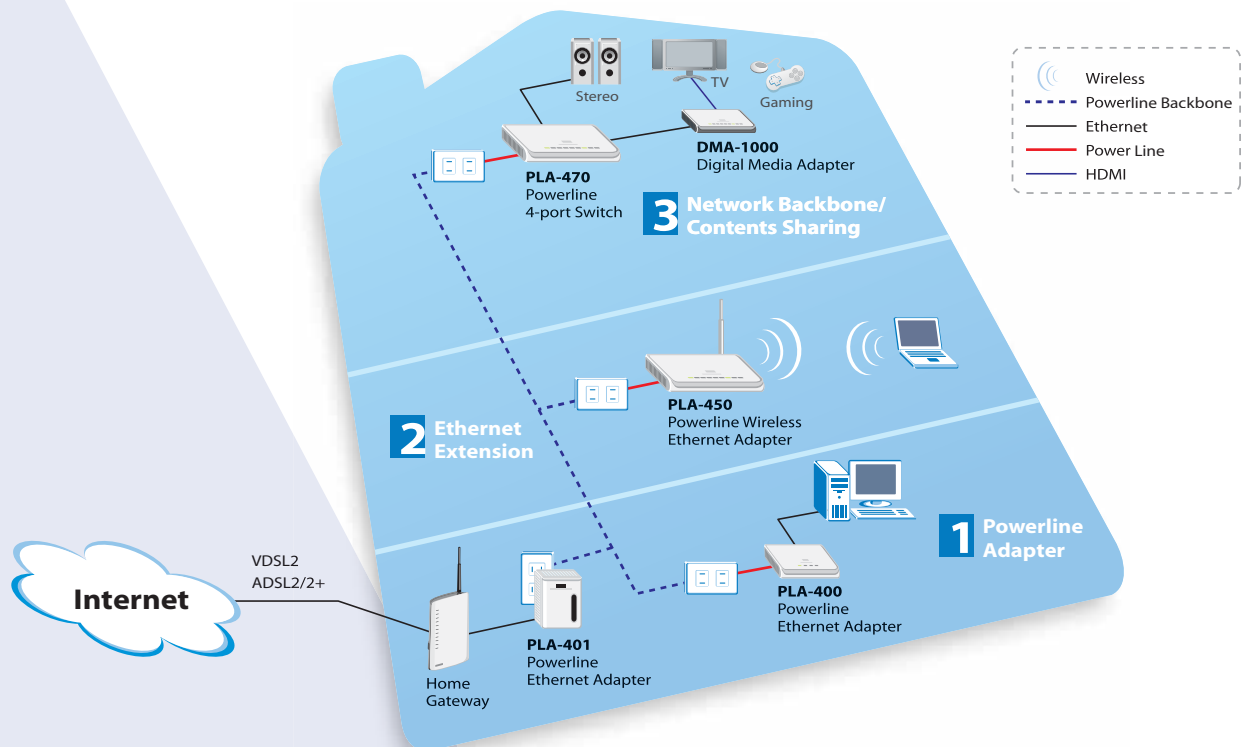 Stereo
TV
Gaming
Wireless
Powerline Backbone
Ethernet
Power Line
HDMI
PLA-470
Powerline
4-port Switch
DMA-1000
Digital Media Adapter
3 Network Backbone/
Contents Sharing
PLA-450
Powerline Wireless
Ethernet Adapter
2 Ethernet
Extension
1 Powerline
Adapter
PLA-400
Powerline
Ethernet Adapter
VDSL2
ADSL2/2+
Internet
PLA-401
Powerline
Ethernet Adapter
Home
Gateway